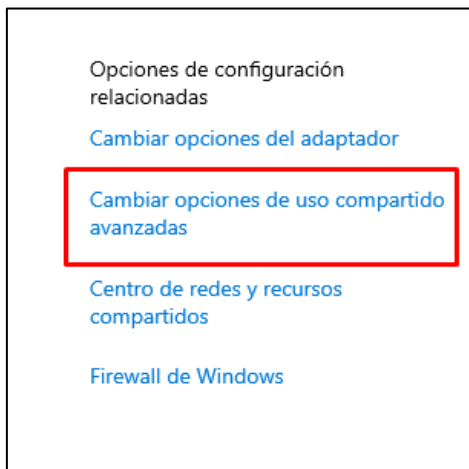 Opciones de configuración
relacionadas
Cambiar opciones del adaptador
Cambiar opciones de uso compartido
avanzadas
Centro de redes y recursos
compartidos
Firewall de Windows